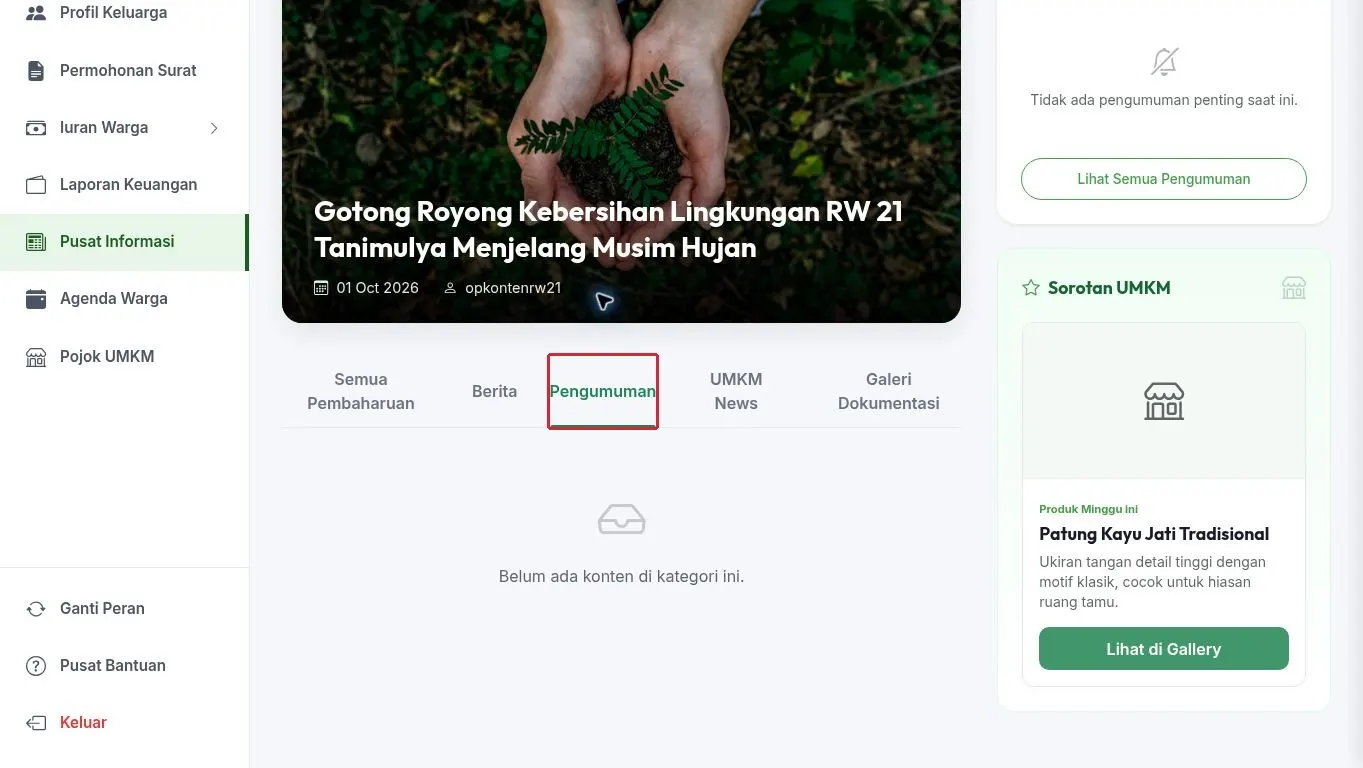 Profil Keluarga
Permohonan Surat
Iuran Warga
Laporan Keuangan
Pusat Informasi
Agenda Warga
Pojok UMKM
Ganti Peran
Pusat Bantuan
Keluar
Gotong Royong Kebersihan Lingkungan RW 21
Tanimulya Menjelang Musim Hujan
01 Oct 2026 opkontenrw21
Semua
Pembaharuan
Berita
Pengumuman
UMKM
News
Galeri
Dokumentasi
Belum ada konten di kategori ini.
Tidak ada pengumuman penting saat ini.
Lihat Semua Pengumuman
Sorotan UMKM
Produk Minggu Ini
Patung Kayu Jati Tradisional
Ukiran tangan detail tinggi dengan
motif klasik, cocok untuk hiasan
ruang tamu.
Lihat di Gallery